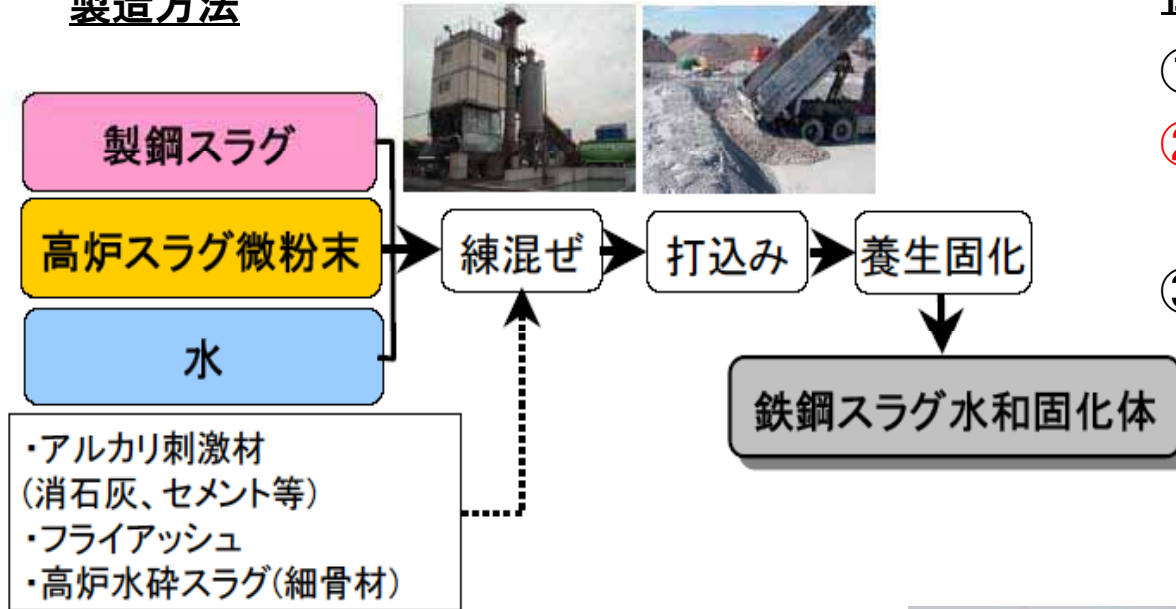 製造方法
製鋼スラグ
高炉スラグ微粉末
水
練混ぜ
打込み
養生固化
鉄鋼スラグ水和固化体
・アルカリ刺激材
(消石灰、セメント等)
・フライアッシュ
・高炉水砕スラグ(細骨材)